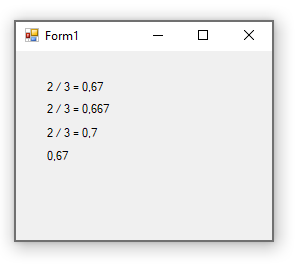 Form1
2 / 3 = 0,67
2 / 3 = 0,667
2 / 3 = 0,7
0,67